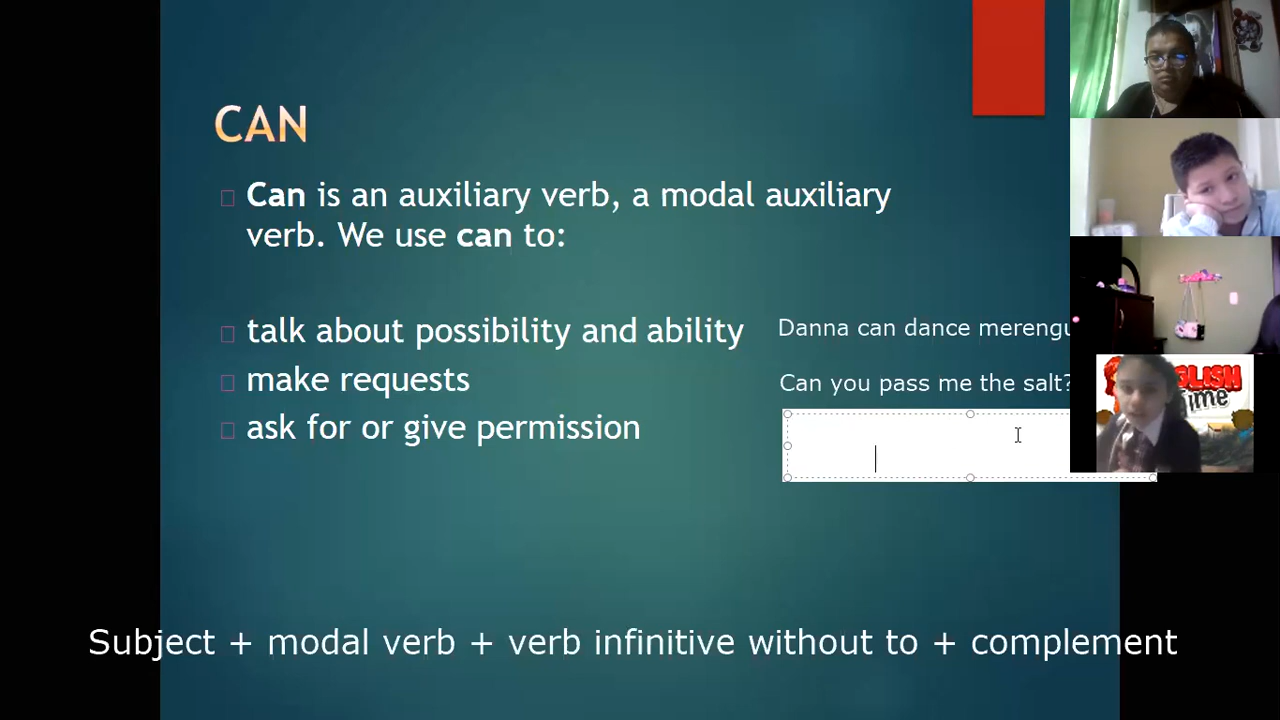 CAN
Can is an auxiliary verb, a modal auxiliary
verb. We use can to:
talk about possibility and ability
make requests
ask for or give permission
Danna can dance merengu
Can you pass me the salt?
Subject + modal verb + verb infinitive without to + complement
GLISH
ime